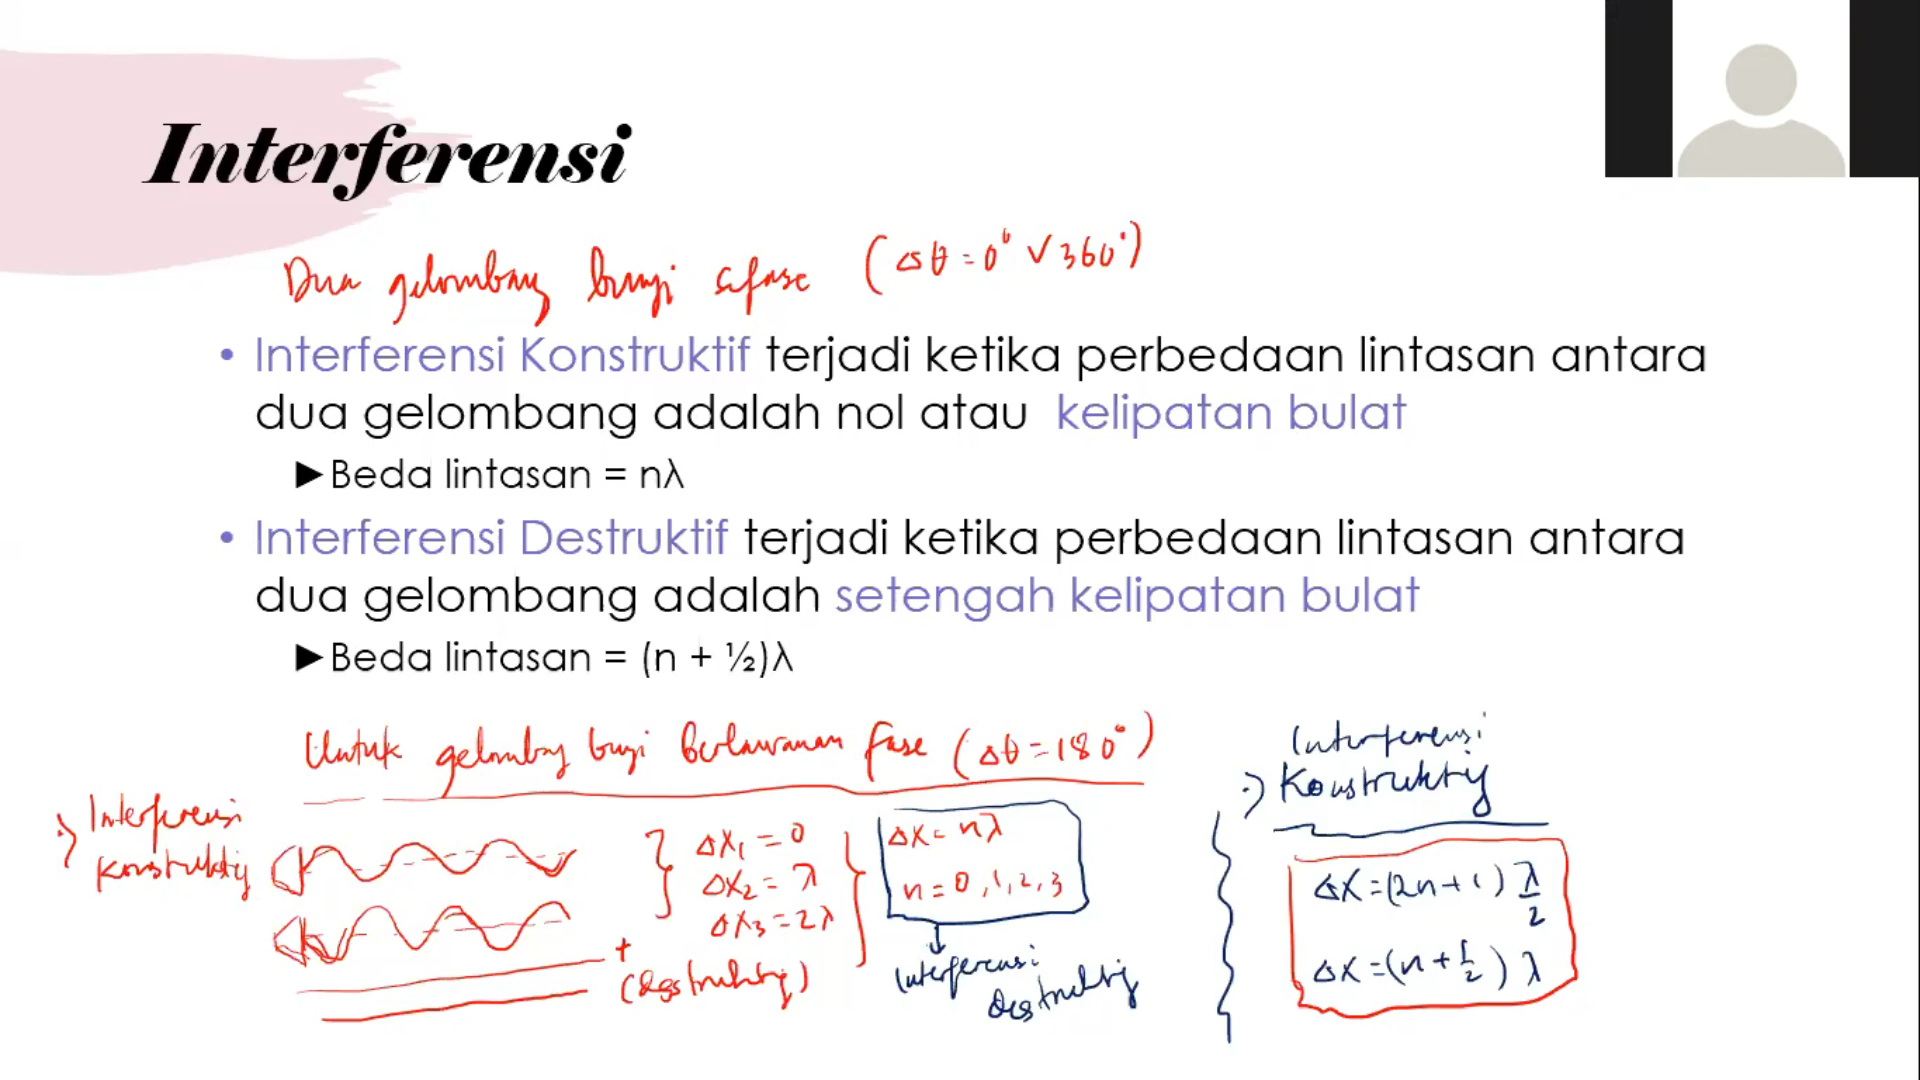 Interferensi
Dua gelombang bunyi sefase (Δθ = 0° ∨ 360°)
• Interferensi Konstruktif terjadi ketika perbedaan lintasan antara
dua gelombang adalah nol atau kelipatan bulat
►Beda lintasan = nλ
• Interferensi Destruktif terjadi ketika perbedaan lintasan antara
dua gelombang adalah setengah kelipatan bulat
►Beda lintasan = (n + ½)λ
Untuk gelombang bunyi berlawanan fase (Δθ = 180°)
:) Interferensi
Konstruktif
Δx₁ = 0
Δx₂ = λ
Δx₃ = 2λ
+
(destruktif)
Δx = nλ
n = 0, 1, 2, 3
Interferensi
destruktif
Interferensi
:) Konstruktif
Δx = (2n + 1) λ/2
Δx = (n + 1/2) λ